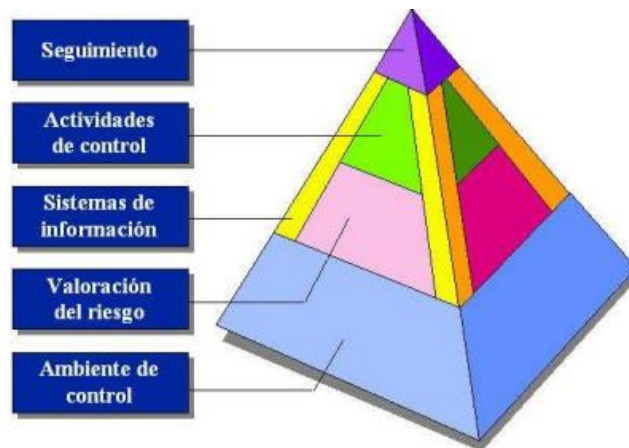 Seguimiento
Actividades
de control
Sistemas de
información
Valoración
del riesgo
Ambiente de
control